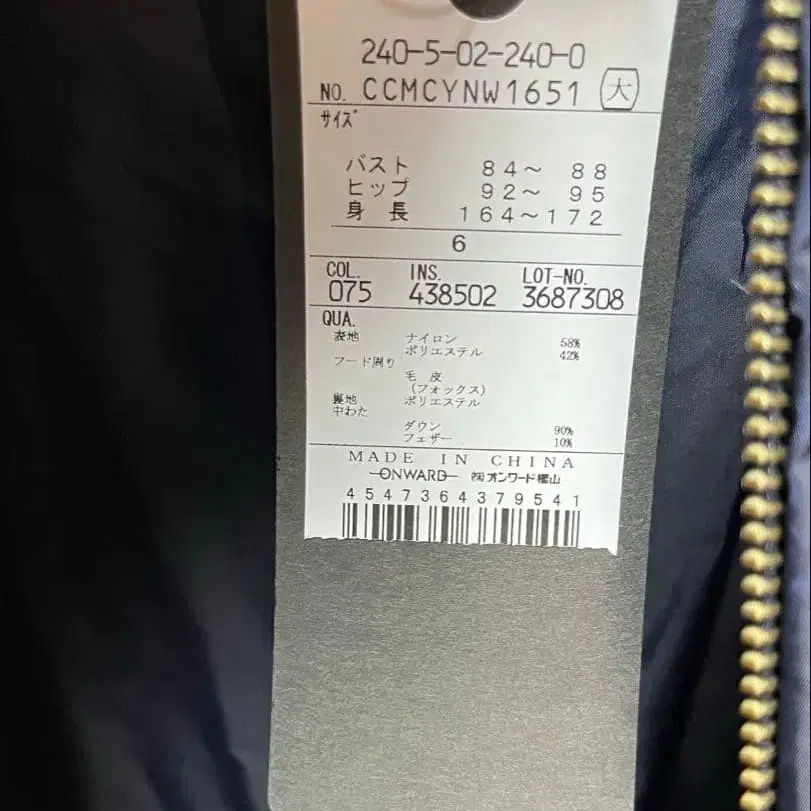 240-5-02-240-0
NO. CCMCYNW1651 大
サイズ
バスト 84～ 88
ヒップ 92～ 95
身 長 164～172
6
COL. INS. LOT-NO.
075 438502 3687308
QUA.
表地 ナイロン 58%
ポリエステル 42%
フード周り
毛 皮
(フォックス)
裏地 ポリエステル
中わた
ダウン 90%
フェザー 10%
MADE IN CHINA
ONWARD ㈱オンワード樫山
4547364379541